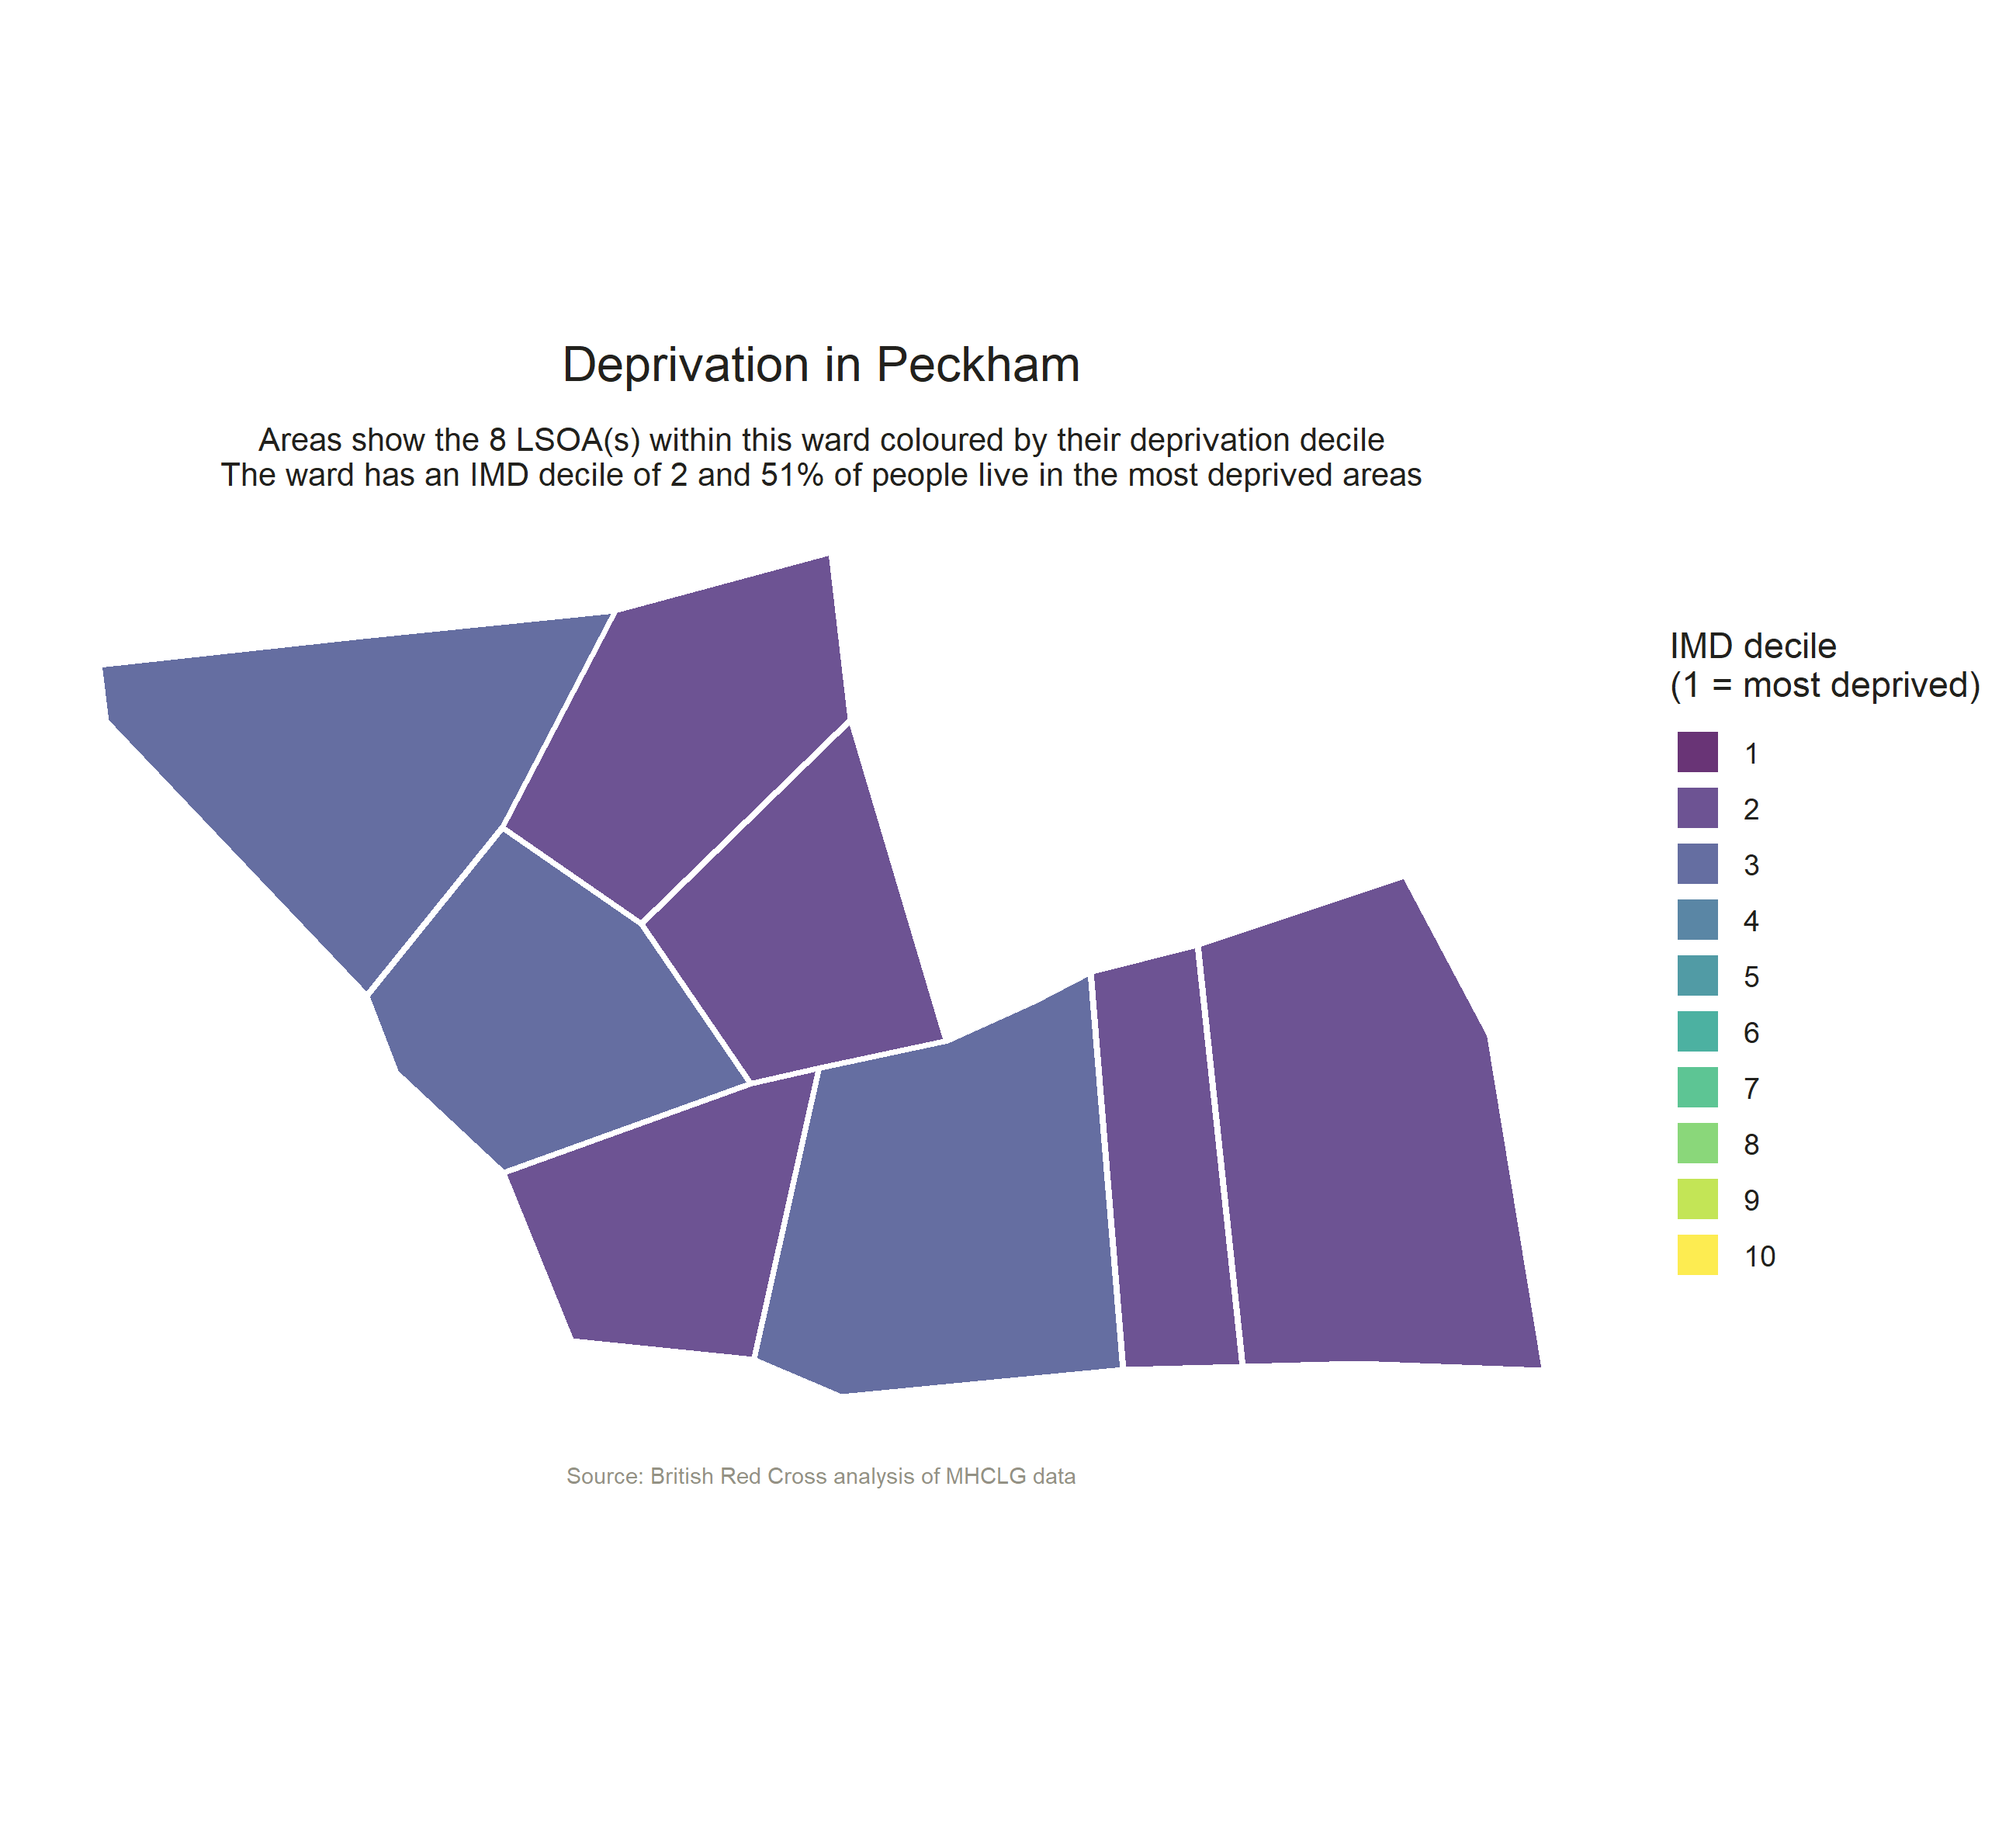 Deprivation in Peckham
Areas show the 8 LSOA(s) within this ward coloured by their deprivation decile
The ward has an IMD decile of 2 and 51% of people live in the most deprived areas
IMD decile
(1 = most deprived)
1
2
3
4
5
6
7
8
9
10
Source: British Red Cross analysis of MHCLG data